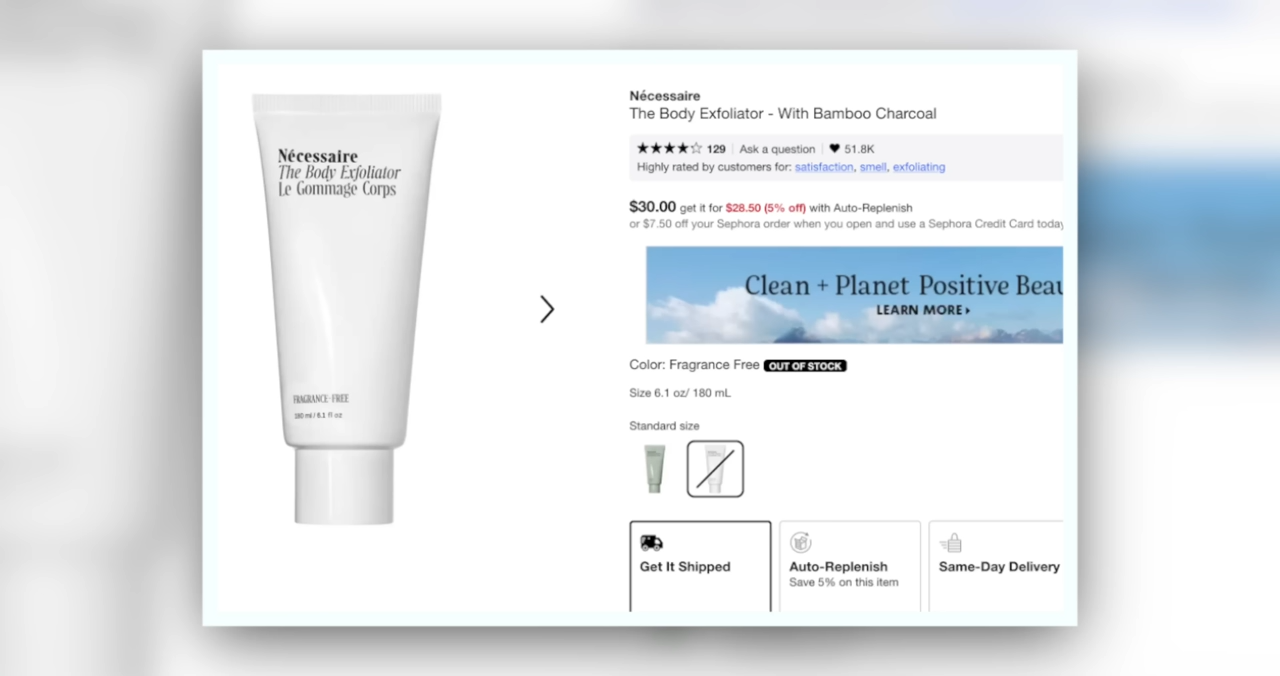 Nécessaire
The Body Exfoliator
Le Gommage Corps
FRAGRANCE-FREE
180 ml / 6.1 fl oz
Nécessaire
The Body Exfoliator - With Bamboo Charcoal
129 Ask a question 51.8K
Highly rated by customers for: satisfaction, smell, exfoliating
$30.00 get it for $28.50 (5% off) with Auto-Replenish
or $7.50 off your Sephora order when you open and use a Sephora Credit Card today
Clean + Planet Positive Beau
LEARN MORE
Color: Fragrance Free OUT OF STOCK
Size 6.1 oz/ 180 mL
Standard size
Get It Shipped
Auto-Replenish
Save 5% on this item
Same-Day Delivery